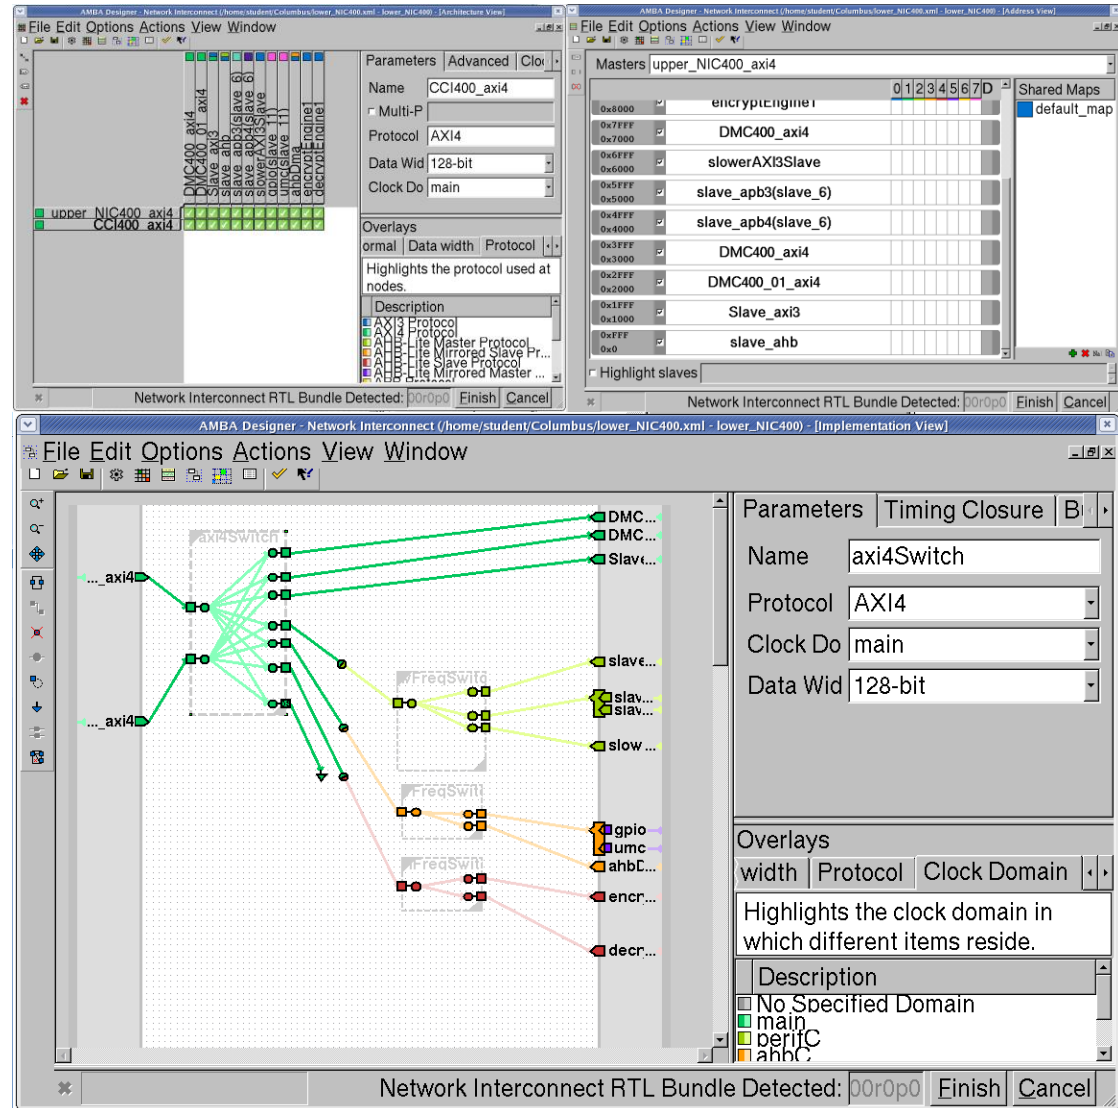 AMBA Designer - Network Interconnect (/home/student/Columbus/lower_NIC400.xml - lower_NIC400) - [Architecture View]
File Edit Options Actions View Window
DMC400_axi4
DMC400_01_axi4
Slave_axi3
slave_ahb
slave_apb3(slave_6)
slave_apb4(slave_6)
slowerAXI3Slave
gpio(slave_11)
umc(slave_11)
ahbDma
encryptEngine1
decryptEngine1
upper_NIC400_axi4
CCI400_axi4
Parameters Advanced Clo
Name CCI400_axi4
Multi-P
Protocol AXI4
Data Wid 128-bit
Clock Do main
Overlays
ormal Data width Protocol
Highlights the protocol used at
nodes.
Description
AXI3 Protocol
AXI4 Protocol
AHB-Lite Master Protocol
AHB-Lite Mirrored Slave Pr...
AHB-Lite Slave Protocol
AHB-Lite Mirrored Master ...
APB Protocol
Network Interconnect RTL Bundle Detected: 00r0p0 Finish Cancel
AMBA Designer - Network Interconnect (/home/student/Columbus/lower_NIC400.xml - lower_NIC400) - [Address View]
File Edit Options Actions View Window
Masters upper_NIC400_axi4
0 1 2 3 4 5 6 7 D
Shared Maps
default_map
0x8000 encryptEngine1
0x7FFF
0x7000 DMC400_axi4
0x6FFF
0x6000 slowerAXI3Slave
0x5FFF
0x5000 slave_apb3(slave_6)
0x4FFF
0x4000 slave_apb4(slave_6)
0x3FFF
0x3000 DMC400_axi4
0x2FFF
0x2000 DMC400_01_axi4
0x1FFF
0x1000 Slave_axi3
0xFFF
0x0 slave_ahb
Highlight slaves
Network Interconnect RTL Bundle Detected: 00r0p0 Finish Cancel
AMBA Designer - Network Interconnect (/home/student/Columbus/lower_NIC400.xml - lower_NIC400) - [Implementation View]
File Edit Options Actions View Window
axi4Switch
..._axi4
..._axi4
FreqSwitc
FreqSwit
FreqSwit
DMC...
DMC...
Slave...
slave...
slav...
slav...
slow...
gpio
umc
ahbD...
encr...
decr...
Parameters Timing Closure B
Name axi4Switch
Protocol AXI4
Clock Do main
Data Wid 128-bit
Overlays
width Protocol Clock Domain
Highlights the clock domain in
which different items reside.
Description
No Specified Domain
main
perifC
ahbC
Network Interconnect RTL Bundle Detected: 00r0p0 Finish Cancel